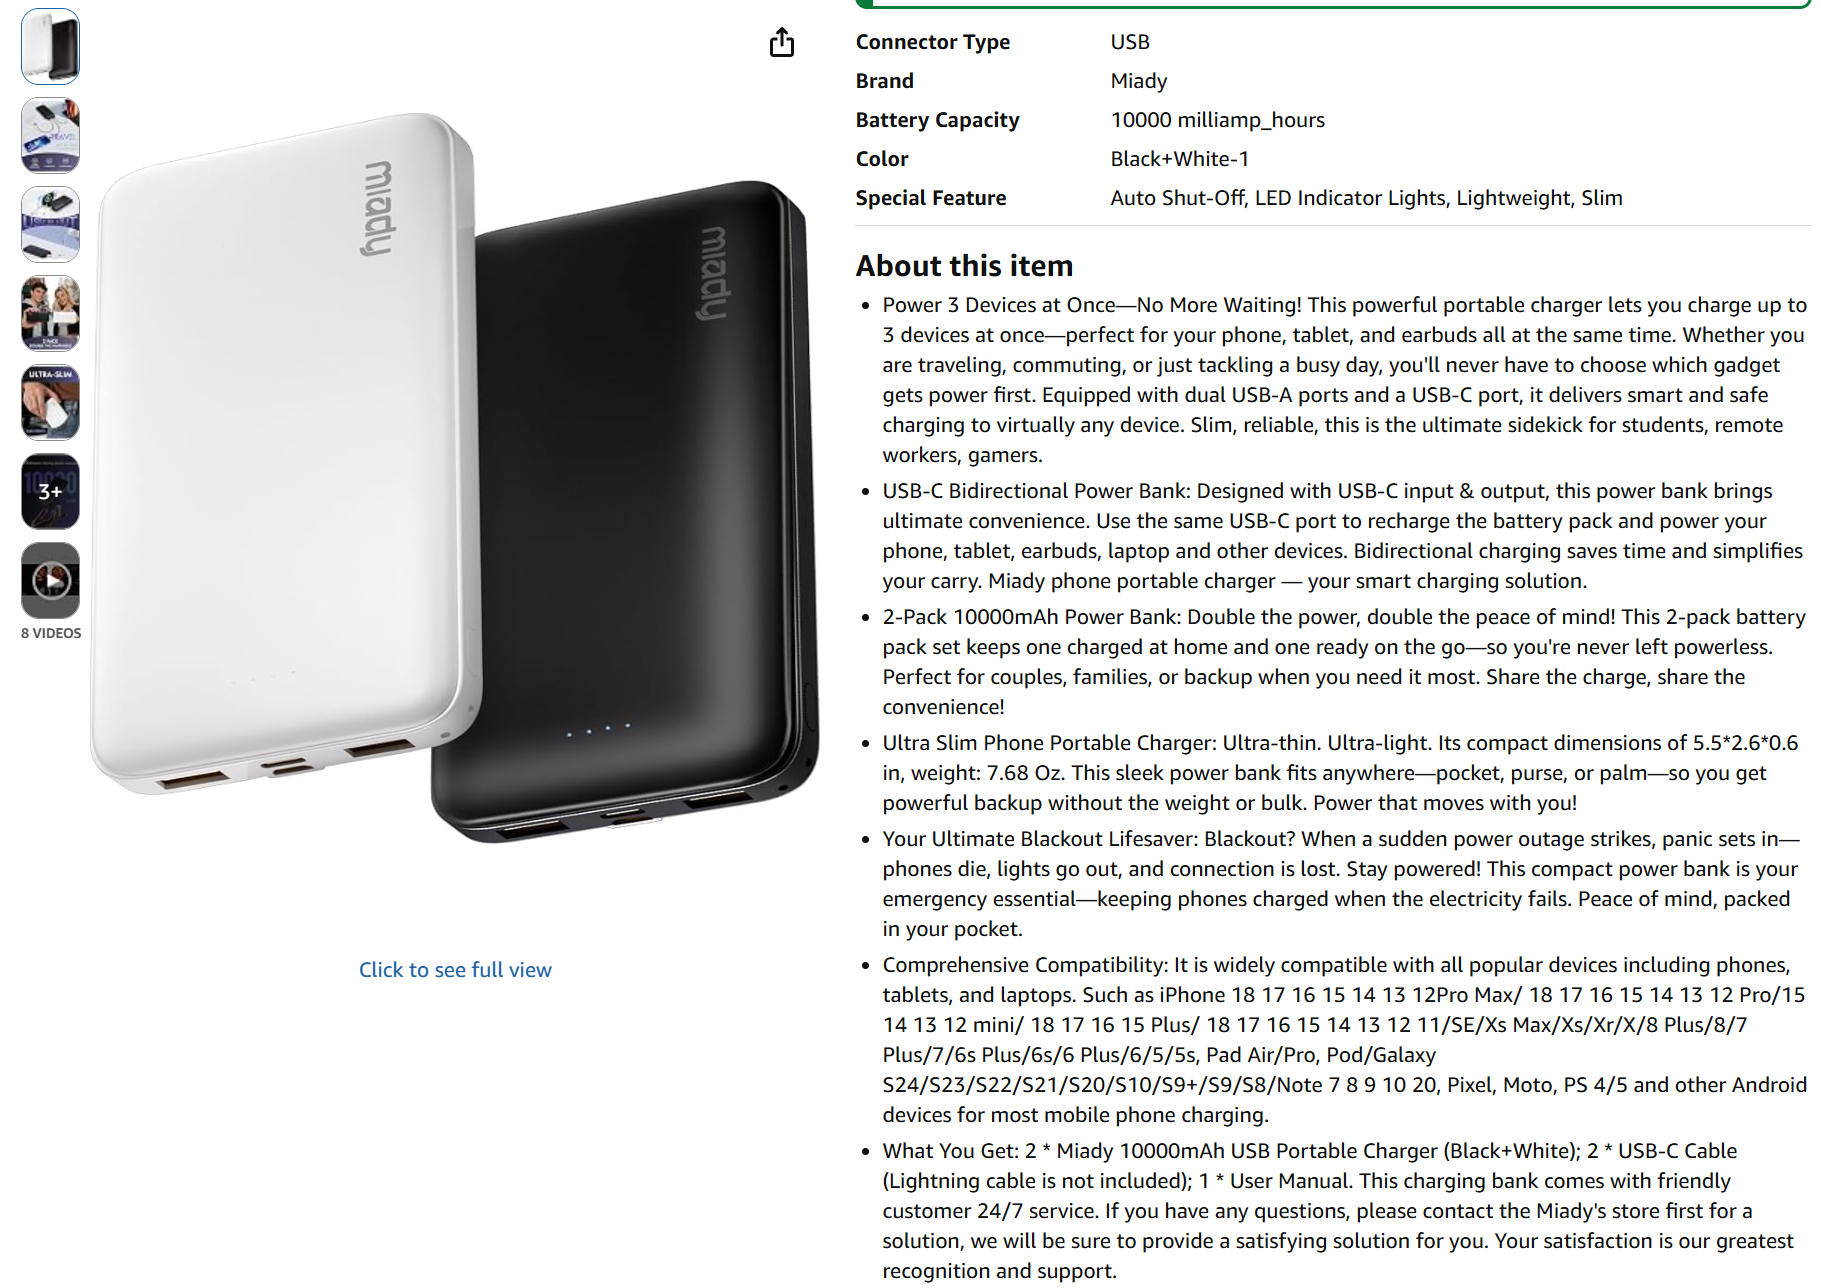 miady
miady
TRAVEL
ULTRA-SLIM
3+
8 VIDEOS
Click to see full view
Connector Type USB
Brand Miady
Battery Capacity 10000 milliamp_hours
Color Black+White-1
Special Feature Auto Shut-Off, LED Indicator Lights, Lightweight, Slim
About this item
• Power 3 Devices at Once—No More Waiting! This powerful portable charger lets you charge up to
3 devices at once—perfect for your phone, tablet, and earbuds all at the same time. Whether you
are traveling, commuting, or just tackling a busy day, you'll never have to choose which gadget
gets power first. Equipped with dual USB-A ports and a USB-C port, it delivers smart and safe
charging to virtually any device. Slim, reliable, this is the ultimate sidekick for students, remote
workers, gamers.
• USB-C Bidirectional Power Bank: Designed with USB-C input & output, this power bank brings
ultimate convenience. Use the same USB-C port to recharge the battery pack and power your
phone, tablet, earbuds, laptop and other devices. Bidirectional charging saves time and simplifies
your carry. Miady phone portable charger — your smart charging solution.
• 2-Pack 10000mAh Power Bank: Double the power, double the peace of mind! This 2-pack battery
pack set keeps one charged at home and one ready on the go—so you're never left powerless.
Perfect for couples, families, or backup when you need it most. Share the charge, share the
convenience!
• Ultra Slim Phone Portable Charger: Ultra-thin. Ultra-light. Its compact dimensions of 5.5*2.6*0.6
in, weight: 7.68 Oz. This sleek power bank fits anywhere—pocket, purse, or palm—so you get
powerful backup without the weight or bulk. Power that moves with you!
• Your Ultimate Blackout Lifesaver: Blackout? When a sudden power outage strikes, panic sets in—
phones die, lights go out, and connection is lost. Stay powered! This compact power bank is your
emergency essential—keeping phones charged when the electricity fails. Peace of mind, packed
in your pocket.
• Comprehensive Compatibility: It is widely compatible with all popular devices including phones,
tablets, and laptops. Such as iPhone 18 17 16 15 14 13 12Pro Max/ 18 17 16 15 14 13 12 Pro/15
14 13 12 mini/ 18 17 16 15 Plus/ 18 17 16 15 14 13 12 11/SE/Xs Max/Xs/Xr/X/8 Plus/8/7
Plus/7/6s Plus/6s/6 Plus/6/5/5s, Pad Air/Pro, Pod/Galaxy
S24/S23/S22/S21/S20/S10/S9+/S9/S8/Note 7 8 9 10 20, Pixel, Moto, PS 4/5 and other Android
devices for most mobile phone charging.
• What You Get: 2 * Miady 10000mAh USB Portable Charger (Black+White); 2 * USB-C Cable
(Lightning cable is not included); 1 * User Manual. This charging bank comes with friendly
customer 24/7 service. If you have any questions, please contact the Miady's store first for a
solution, we will be sure to provide a satisfying solution for you. Your satisfaction is our greatest
recognition and support.